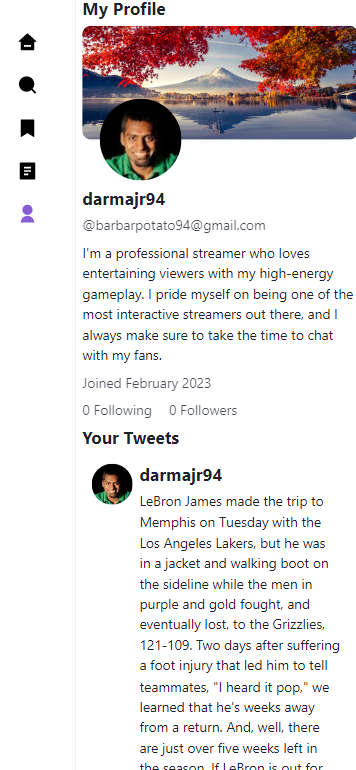 My Profile
darmajr94
@barbarpotato94@gmail.com
I'm a professional streamer who loves
entertaining viewers with my high-energy
gameplay. I pride myself on being one of the
most interactive streamers out there, and I
always make sure to take the time to chat
with my fans.
Joined February 2023
0 Following 0 Followers
Your Tweets
darmajr94
LeBron James made the trip to
Memphis on Tuesday with the
Los Angeles Lakers, but he was
in a jacket and walking boot on
the sideline while the men in
purple and gold fought, and
eventually lost, to the Grizzlies,
121-109. Two days after suffering
a foot injury that led him to tell
teammates, "I heard it pop," we
learned that he's weeks away
from a return. And, well, there
are just over five weeks left in
the season. If LeBron is out for